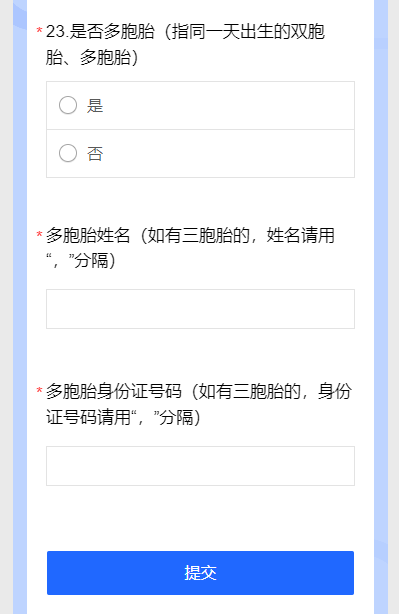 *23.是否多胞胎（指同一天出生的双胞
胎、多胞胎）
是
否
*多胞胎姓名（如有三胞胎的，姓名请用
“，”分隔）
*多胞胎身份证号码（如有三胞胎的，身份
证号码请用“，”分隔）
提交